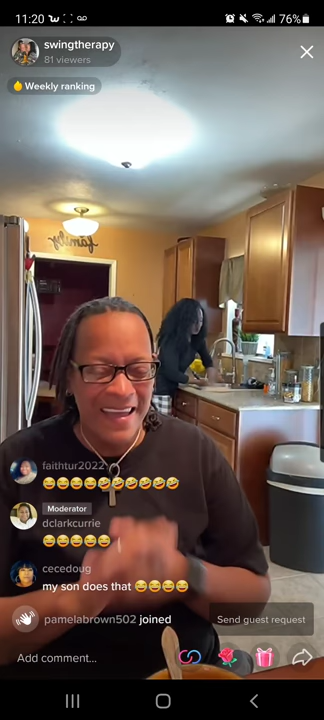 11:20
76%
swingtherapy
81 viewers
Weekly ranking
family
faithtur2022
😂😂😂😂🤣🤣🤣🤣🤣
Moderator
dclarkcurrie
😂😂😂😂😂
cecedoug
my son does that 😂😂😂😂
pamelabrown502 joined
Send guest request
Add comment...